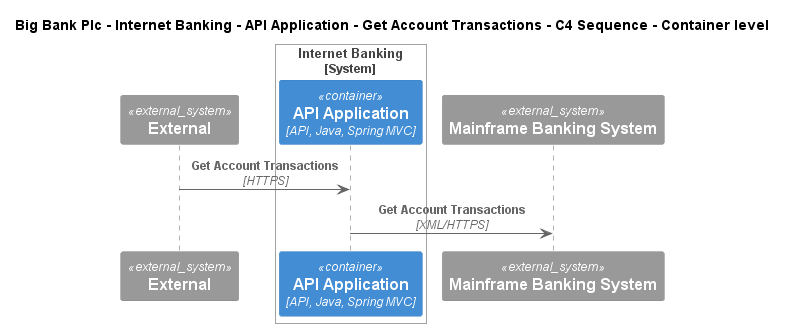 Big Bank Plc - Internet Banking - API Application - Get Account Transactions - C4 Sequence - Container level
Internet Banking
[System]
«external_system»
External
«container»
API Application
[API, Java, Spring MVC]
«external_system»
Mainframe Banking System
Get Account Transactions
[HTTPS]
Get Account Transactions
[XML/HTTPS]
«external_system»
External
«container»
API Application
[API, Java, Spring MVC]
«external_system»
Mainframe Banking System